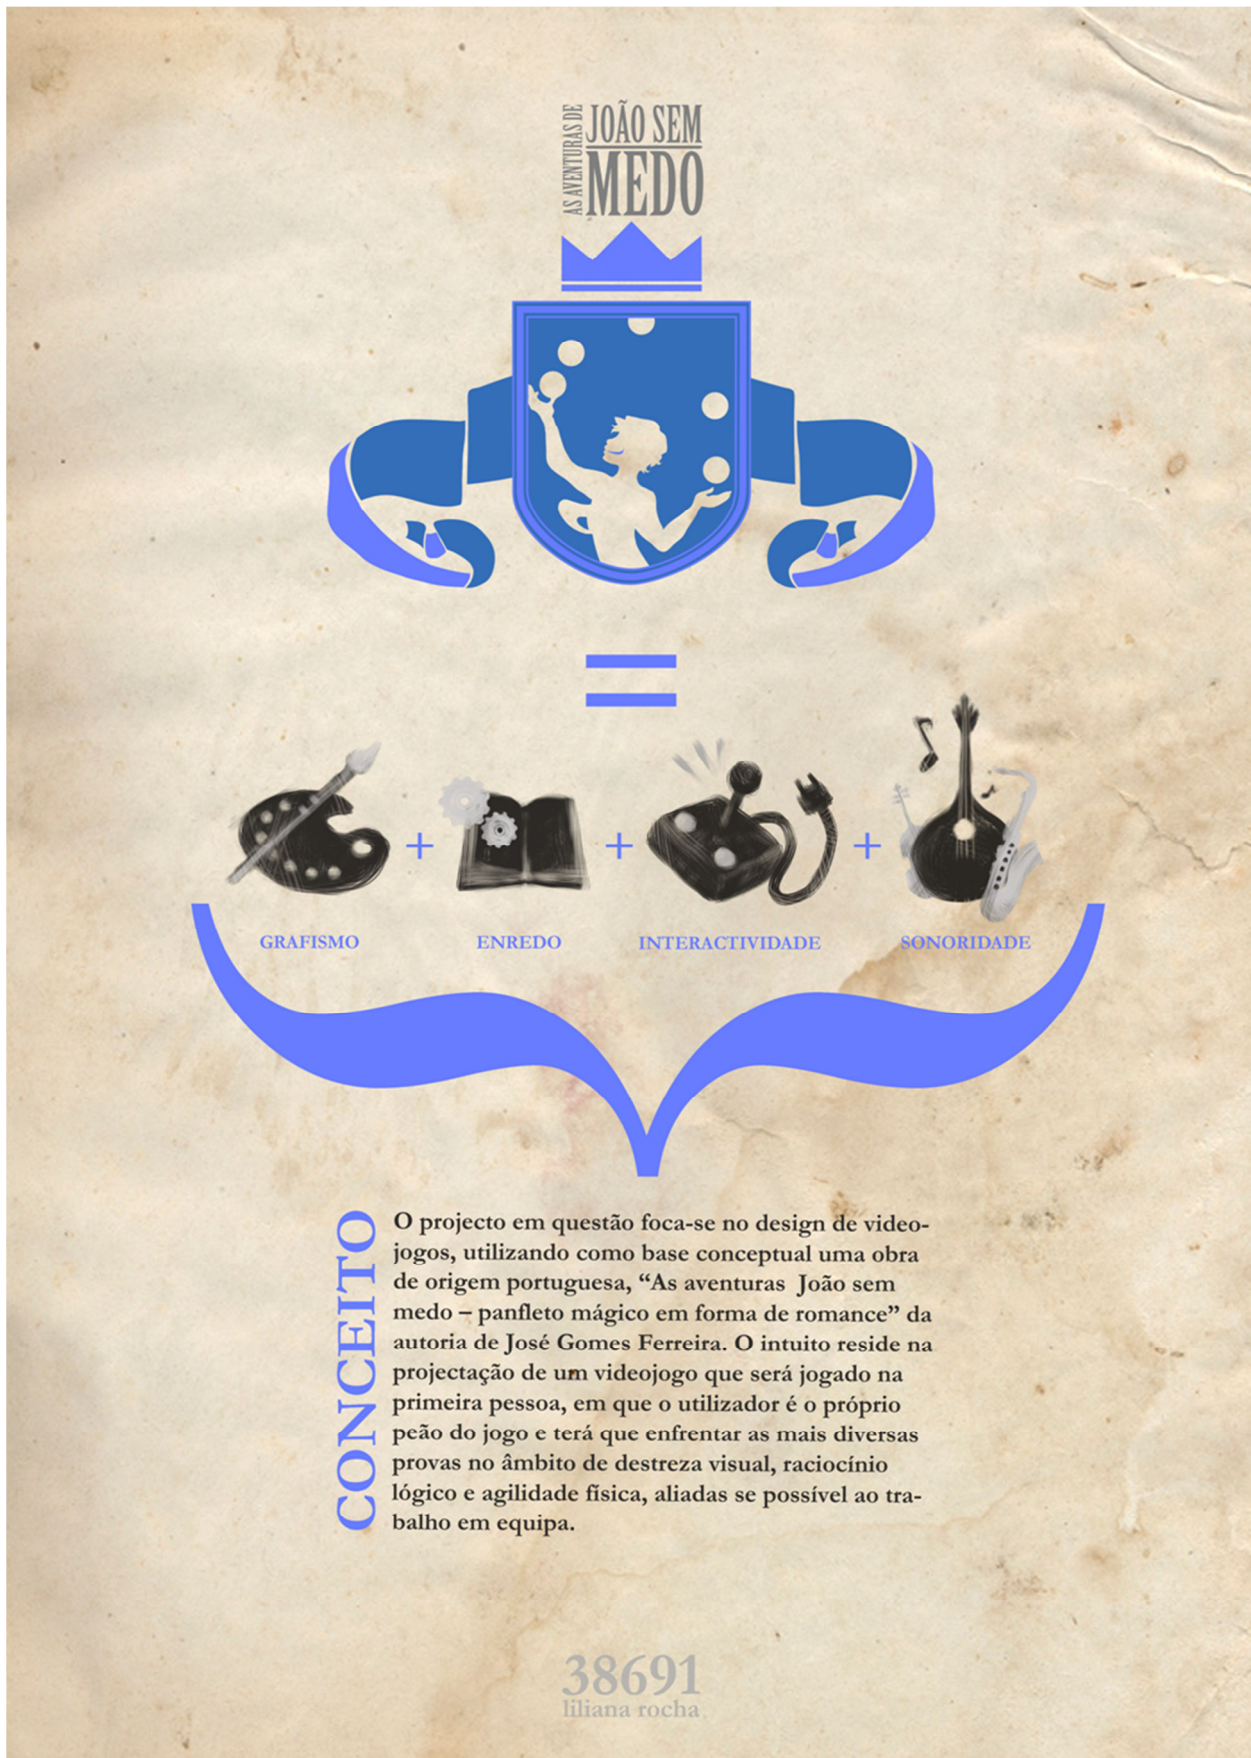 AS AVENTURAS DE
JOÃO SEM
MEDO
=
+
+
+
GRAFISMO
ENREDO
INTERACTIVIDADE
SONORIDADE
CONCEITO
O projecto em questão foca-se no design de video-
jogos, utilizando como base conceptual uma obra
de origem portuguesa, “As aventuras João sem
medo – panfleto mágico em forma de romance” da
autoria de José Gomes Ferreira. O intuito reside na
projectação de um videojogo que será jogado na
primeira pessoa, em que o utilizador é o próprio
peão do jogo e terá que enfrentar as mais diversas
provas no âmbito de destreza visual, raciocínio
lógico e agilidade física, aliadas se possível ao tra-
balho em equipa.
38691
liliana rocha